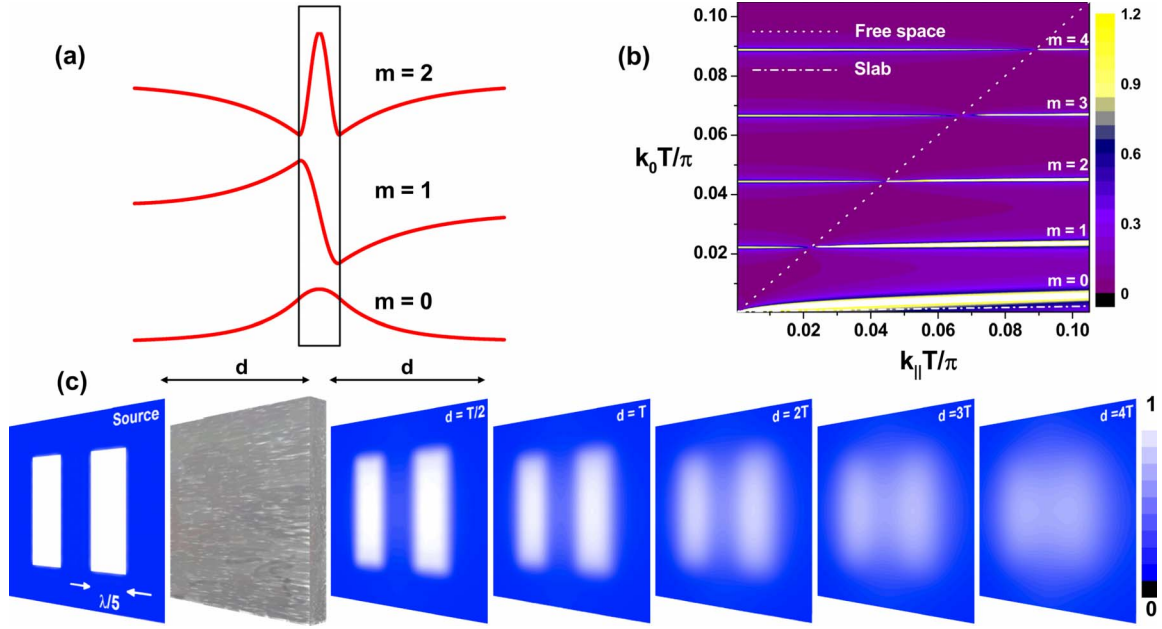 (a)
m = 2
m = 1
m = 0
(b)
Free space
Slab
m = 4
m = 3
m = 2
m = 1
m = 0
k₀T/π
0.10
0.08
0.06
0.04
0.02
0.02
0.04
0.06
0.08
0.10
k||T/π
1.2
0.9
0.6
0.3
0
(c)
d
d
Source
λ/5
d = T/2
d = T
d = 2T
d =3T
d =4T
1
0